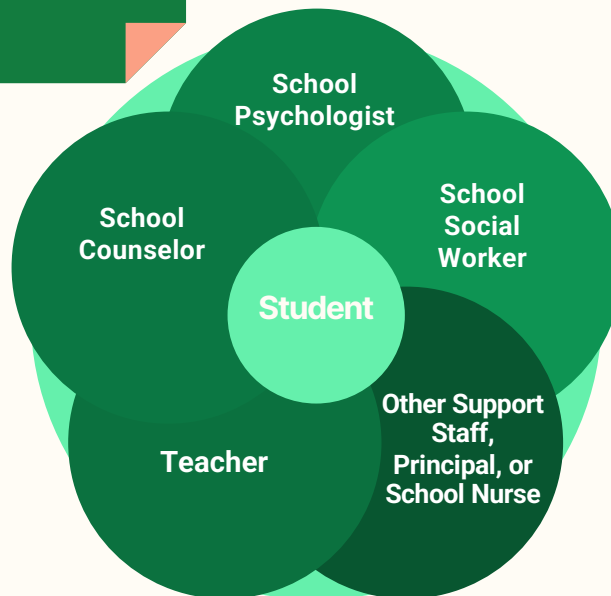 School
Psychologist
School
Counselor
School
Social
Worker
Student
Teacher
Other Support
Staff,
Principal, or
School Nurse